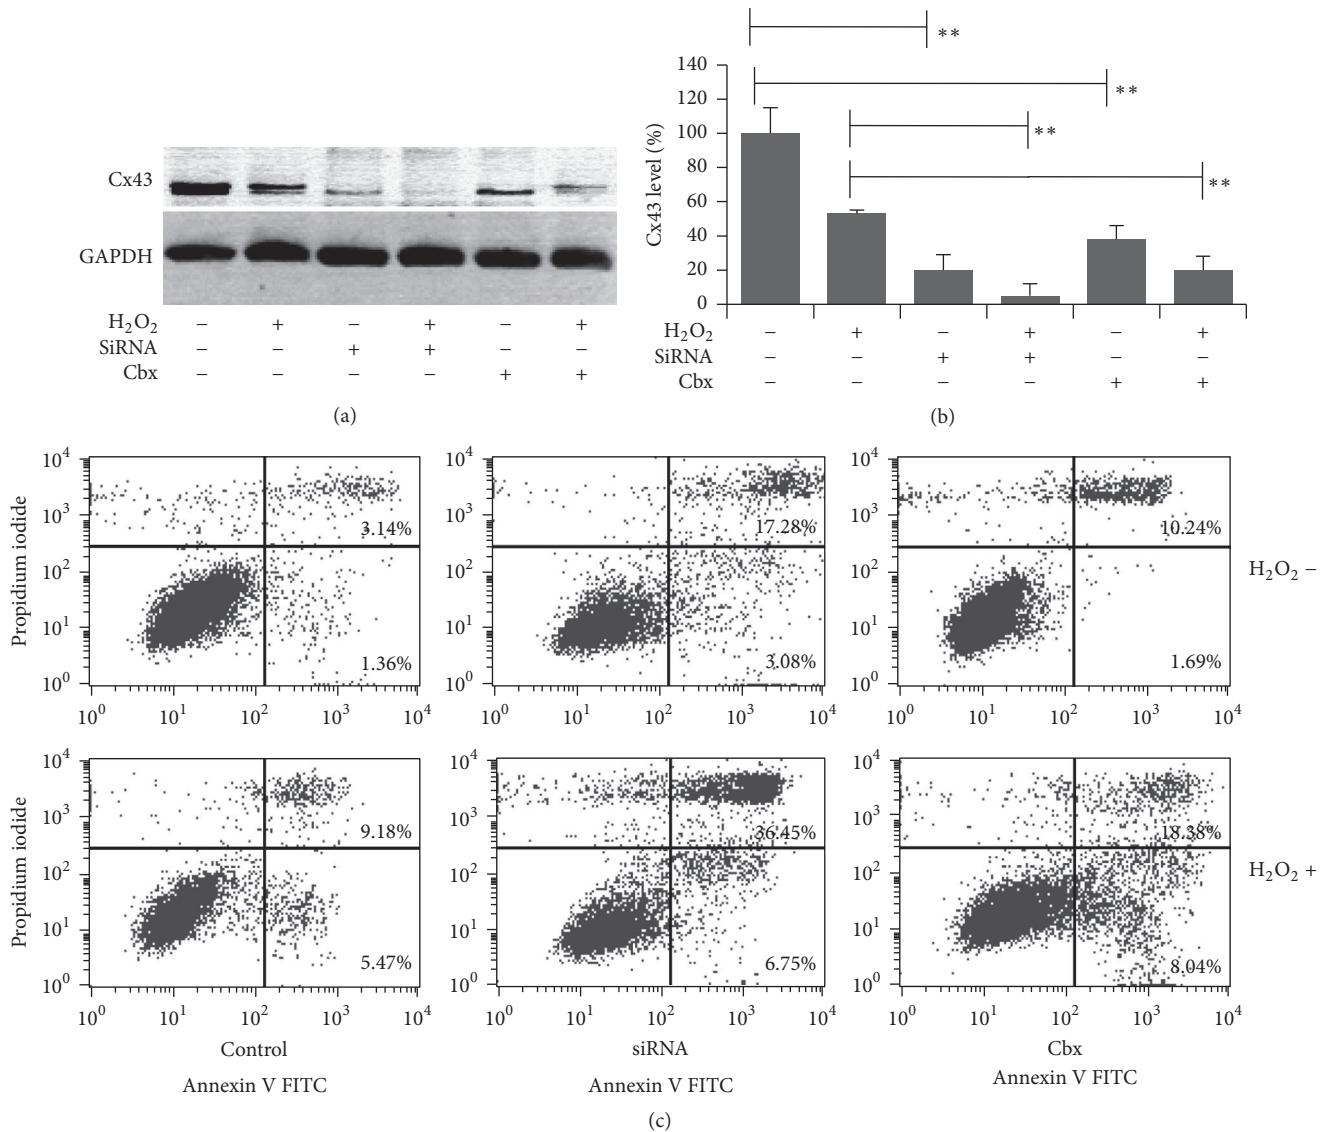 Cx43
GAPDH
H2O2 − + − + − +
SiRNA − − + + − −
Cbx − − − − + +
(a)
**
**
**
**
Cx43 level (%)
140
120
100
80
60
40
20
0
H2O2 − + − + − +
SiRNA − − + + − −
Cbx − − − − + +
(b)
Propidium iodide
10^4
10^3
10^2
10^1
10^0
3.14%
1.36%
10^0 10^1 10^2 10^3 10^4
10^4
10^3
10^2
10^1
10^0
17.28%
3.08%
10^0 10^1 10^2 10^3 10^4
10^4
10^3
10^2
10^1
10^0
10.24%
1.69%
10^0 10^1 10^2 10^3 10^4
H2O2 −
Propidium iodide
10^4
10^3
10^2
10^1
10^0
9.18%
5.47%
10^0 10^1 10^2 10^3 10^4
Control
Annexin V FITC
10^4
10^3
10^2
10^1
10^0
36.45%
6.75%
10^0 10^1 10^2 10^3 10^4
siRNA
Annexin V FITC
10^4
10^3
10^2
10^1
10^0
18.38%
8.04%
10^0 10^1 10^2 10^3 10^4
Cbx
Annexin V FITC
H2O2 +
(c)